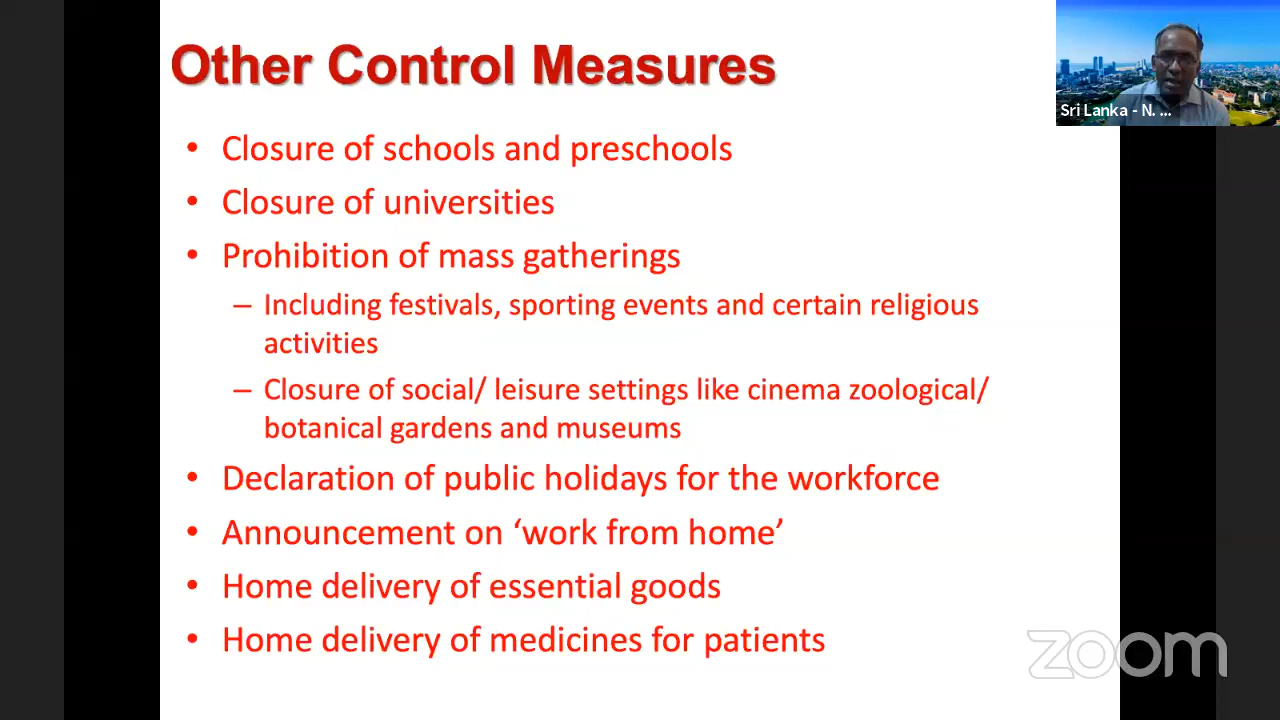 Other Control Measures
Sri Lanka - N. ...
• Closure of schools and preschools
• Closure of universities
• Prohibition of mass gatherings
– Including festivals, sporting events and certain religious
activities
– Closure of social/ leisure settings like cinema zoological/
botanical gardens and museums
• Declaration of public holidays for the workforce
• Announcement on ‘work from home’
• Home delivery of essential goods
• Home delivery of medicines for patients
zoom